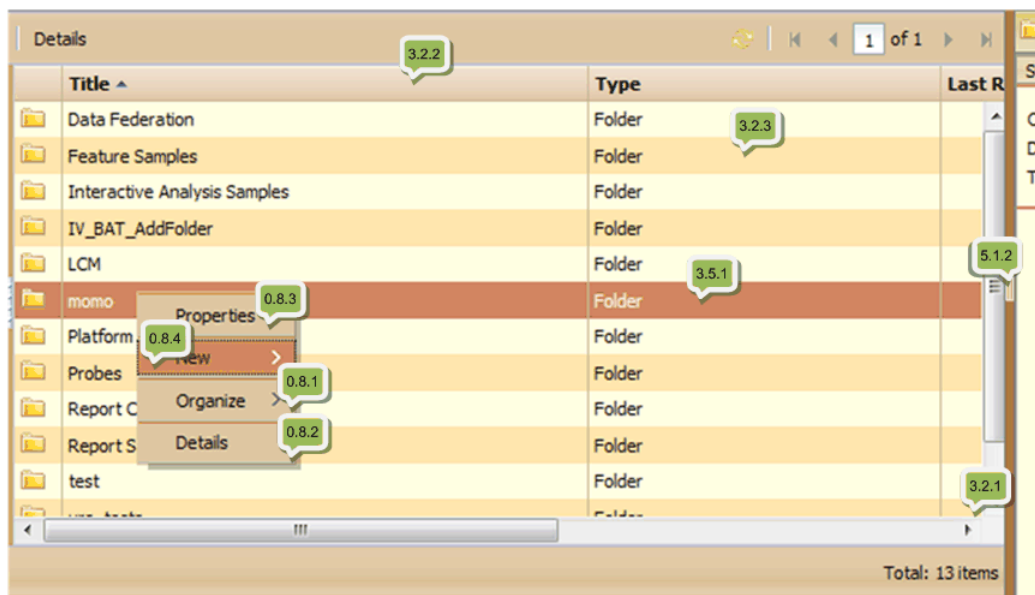 Details
1 of 1
3.2.2
Title Type Last R
Data Federation Folder
3.2.3
Feature Samples Folder
Interactive Analysis Samples Folder
IV_BAT_AddFolder Folder
5.1.2
LCM Folder
3.5.1
momo Folder
0.8.3
Properties
Platform Folder
0.8.4
New
Probes Folder
0.8.1
Organize
Report C Folder
0.8.2
Details
Report S Folder
test Folder
3.2.1
Total: 13 items